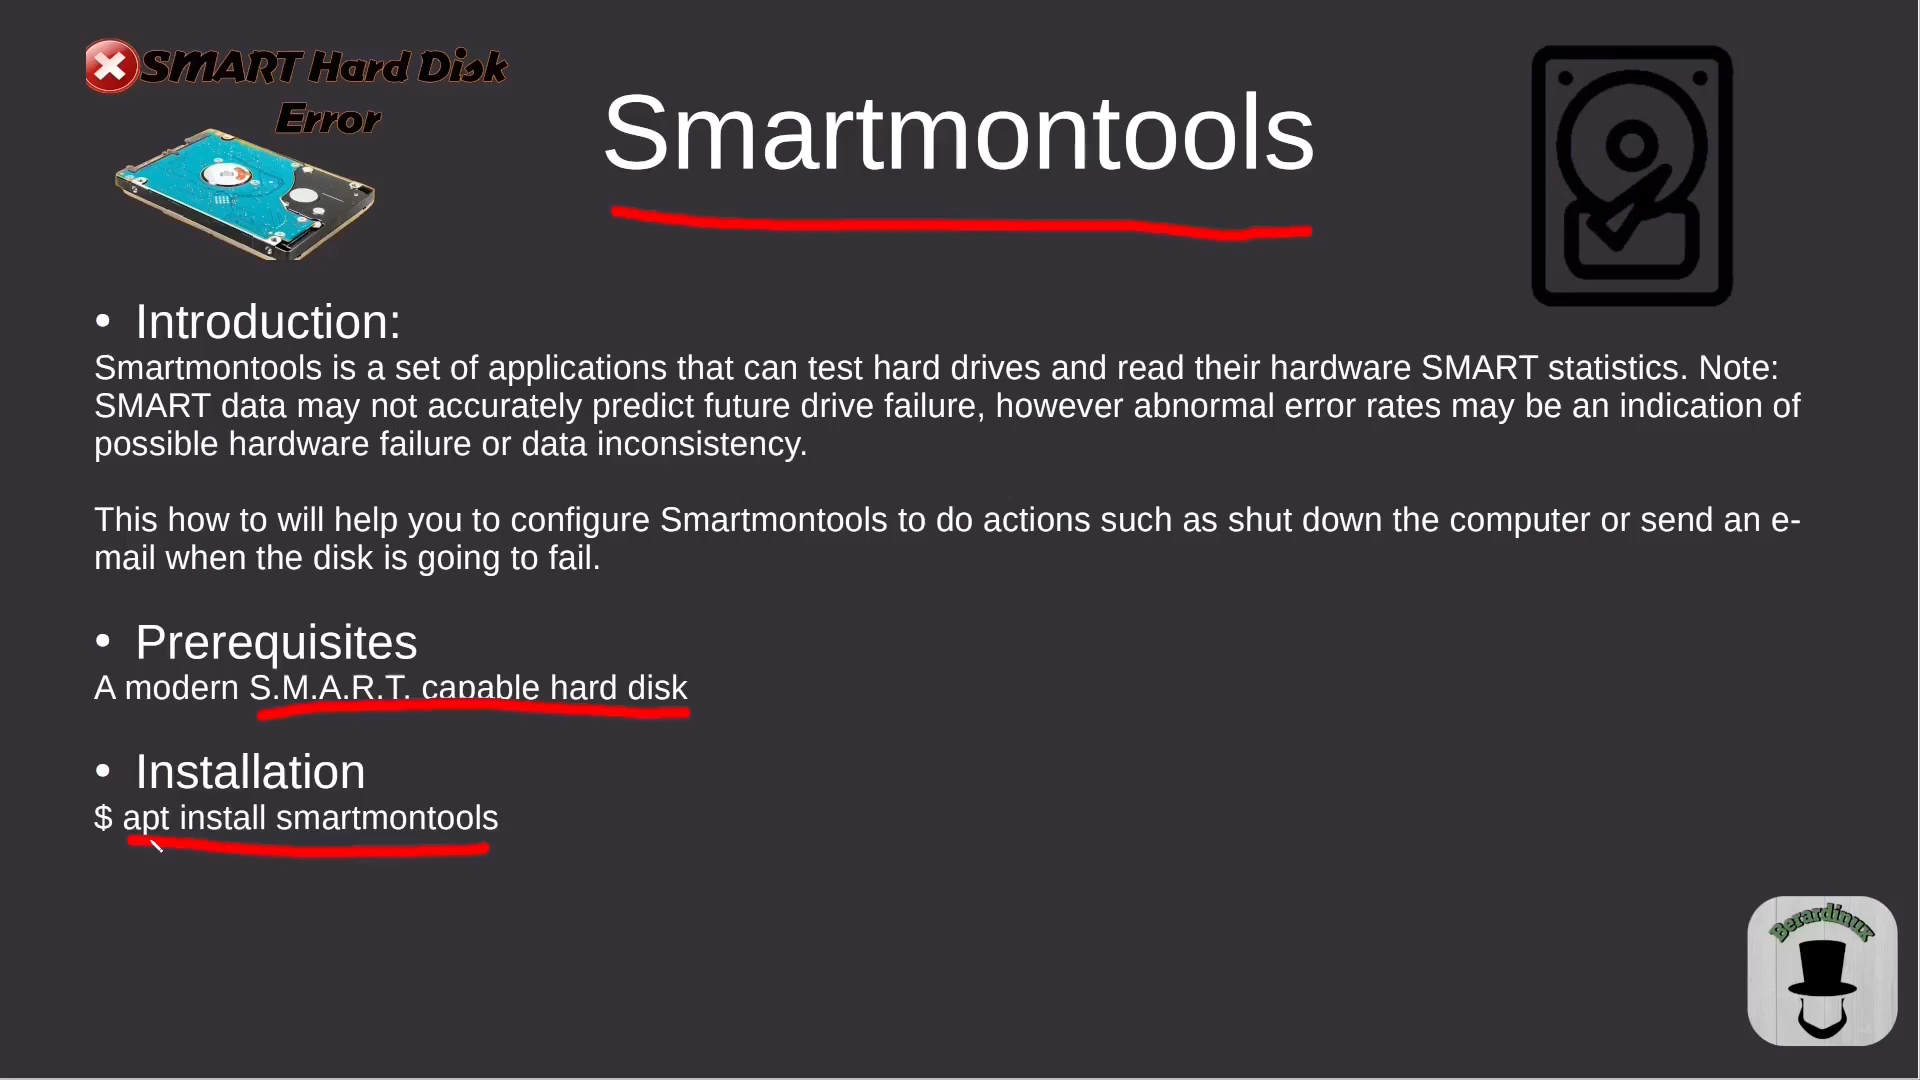 SMART Hard Disk
Error
Smartmontools
• Introduction:
Smartmontools is a set of applications that can test hard drives and read their hardware SMART statistics. Note:
SMART data may not accurately predict future drive failure, however abnormal error rates may be an indication of
possible hardware failure or data inconsistency.
This how to will help you to configure Smartmontools to do actions such as shut down the computer or send an e-
mail when the disk is going to fail.
• Prerequisites
A modern S.M.A.R.T. capable hard disk
• Installation
$ apt install smartmontools
Berardinux